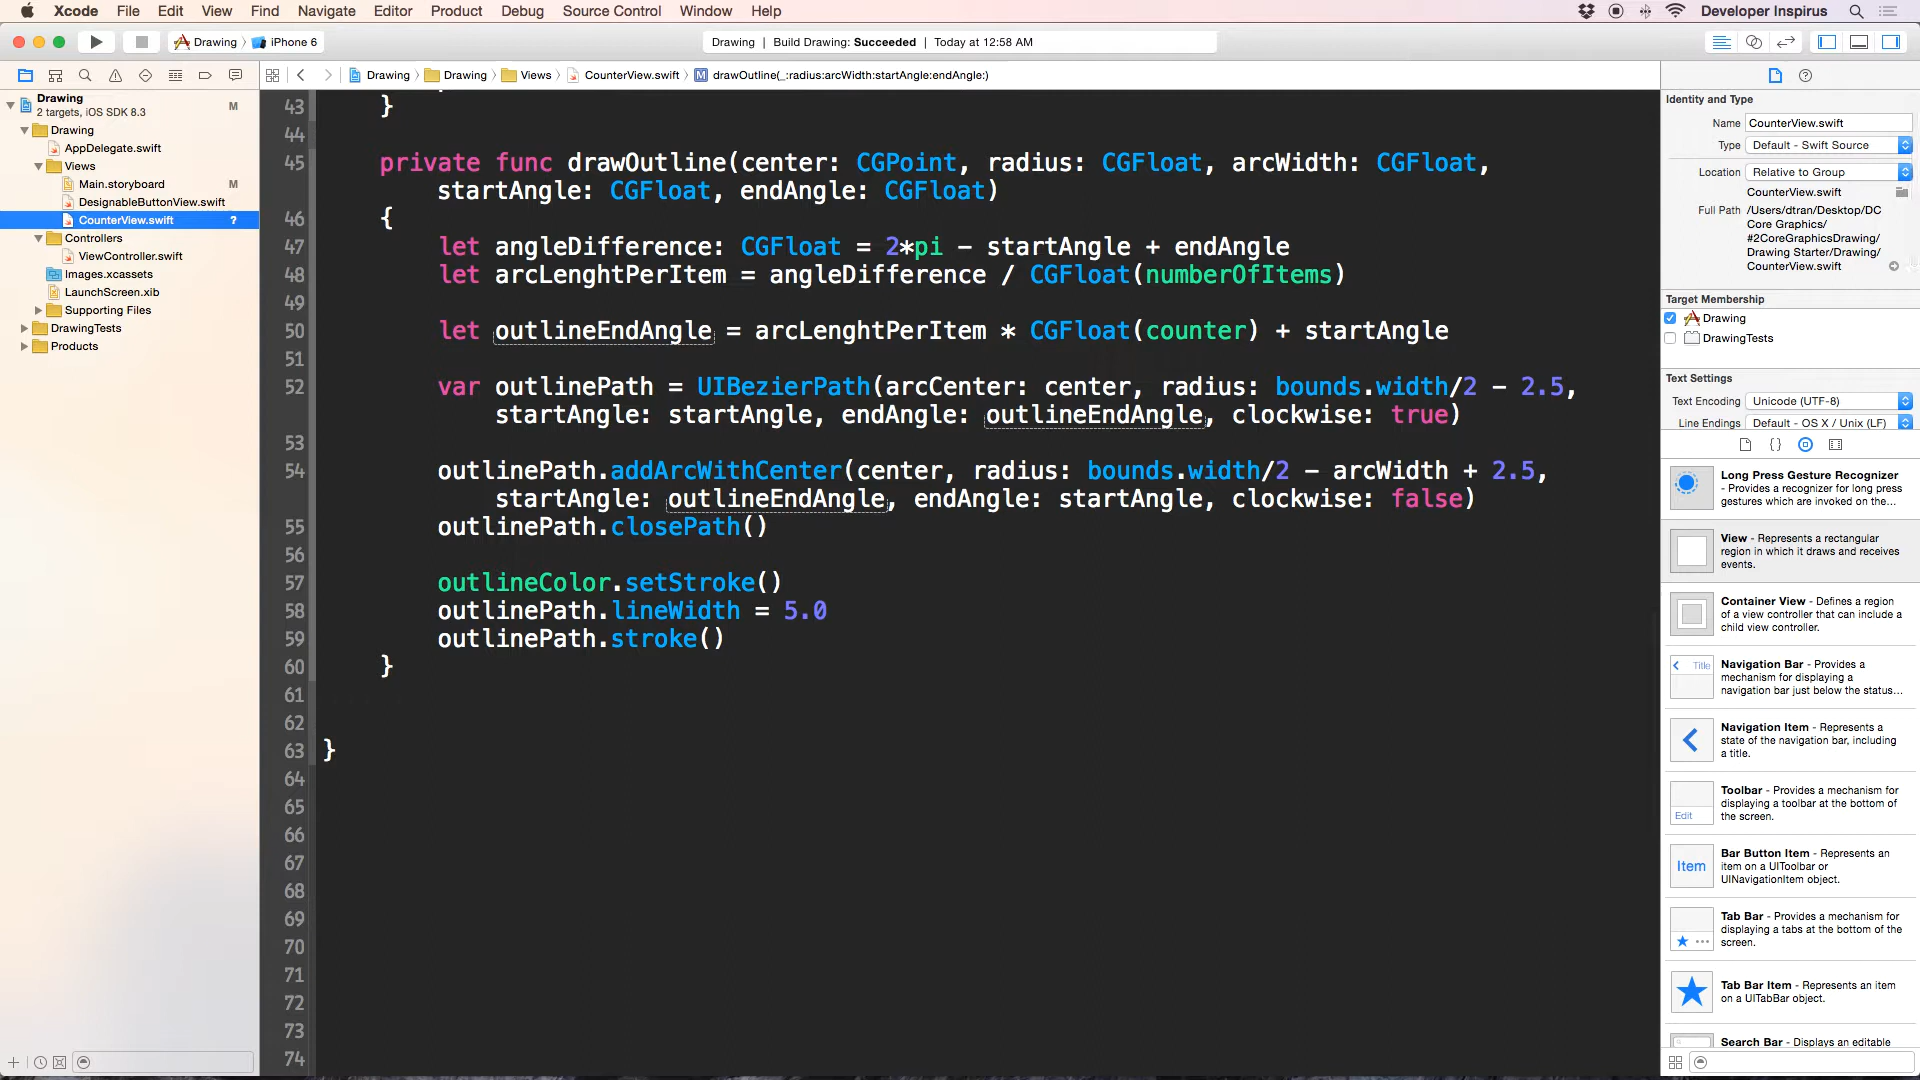 Xcode File Edit View Find Navigate Editor Product Debug Source Control Window Help Developer Inspirus
Drawing iPhone 6 Drawing | Build Drawing: Succeeded | Today at 12:58 AM
Drawing Drawing Views CounterView.swift M drawOutline(_:radius:arcWidth:startAngle:endAngle:)
Drawing M
2 targets, iOS SDK 8.3
Drawing
AppDelegate.swift
Views
Main.storyboard M
DesignableButtonView.swift
CounterView.swift ?
Controllers
ViewController.swift
Images.xcassets
LaunchScreen.xib
Supporting Files
DrawingTests
Products
43 }
44
45 private func drawOutline(center: CGPoint, radius: CGFloat, arcWidth: CGFloat,
startAngle: CGFloat, endAngle: CGFloat)
46 {
47 let angleDifference: CGFloat = 2*pi - startAngle + endAngle
48 let arcLenghtPerItem = angleDifference / CGFloat(numberOfItems)
49
50 let outlineEndAngle = arcLenghtPerItem * CGFloat(counter) + startAngle
51
52 var outlinePath = UIBezierPath(arcCenter: center, radius: bounds.width/2 - 2.5,
startAngle: startAngle, endAngle: outlineEndAngle, clockwise: true)
53
54 outlinePath.addArcWithCenter(center, radius: bounds.width/2 - arcWidth + 2.5,
startAngle: outlineEndAngle, endAngle: startAngle, clockwise: false)
55 outlinePath.closePath()
56
57 outlineColor.setStroke()
58 outlinePath.lineWidth = 5.0
59 outlinePath.stroke()
60 }
61
62
63 }
64
65
66
67
68
69
70
71
72
73
74
Identity and Type
Name CounterView.swift
Type Default - Swift Source
Location Relative to Group
CounterView.swift
Full Path /Users/dtran/Desktop/DC
Core Graphics/
#2CoreGraphicsDrawing/
Drawing Starter/Drawing/
CounterView.swift
Target Membership
Drawing
DrawingTests
Text Settings
Text Encoding Unicode (UTF-8)
Line Endings Default - OS X / Unix (LF)
Long Press Gesture Recognizer
- Provides a recognizer for long press
gestures which are invoked on the...
View - Represents a rectangular
region in which it draws and receives
events.
Container View - Defines a region
of a view controller that can include a
child view controller.
Title
Navigation Bar - Provides a
mechanism for displaying a
navigation bar just below the status...
Navigation Item - Represents a
state of the navigation bar, including
a title.
Edit
Toolbar - Provides a mechanism for
displaying a toolbar at the bottom of
the screen.
Item
Bar Button Item - Represents an
item on a UIToolbar or
UINavigationItem object.
Tab Bar - Provides a mechanism for
displaying a tabs at the bottom of the
screen.
Tab Bar Item - Represents an item
on a UITabBar object.
Search Bar - Displays an editable